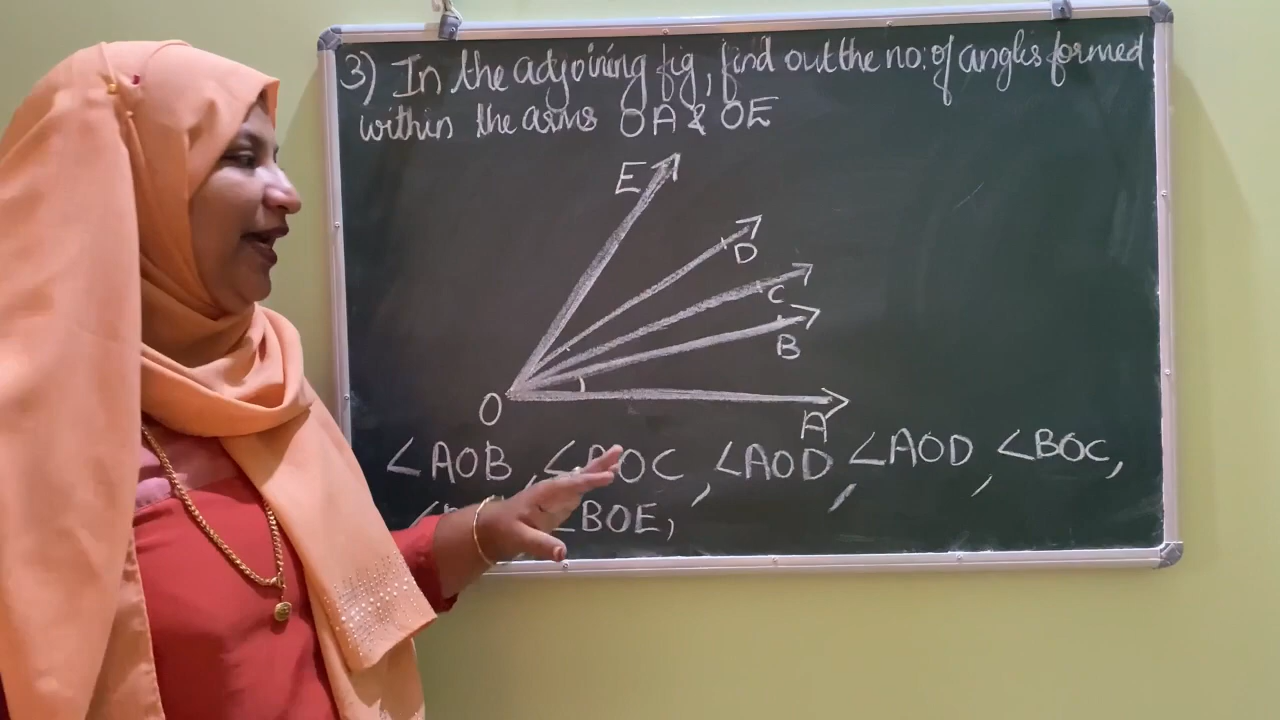 3) In the adjoining fig, find out the no: of angles formed
within the arms OA & OE
E
D
C
B
O
A
∠AOB, ∠AOC, ∠AOD, ∠AOD, ∠BOC,
∠BOE,